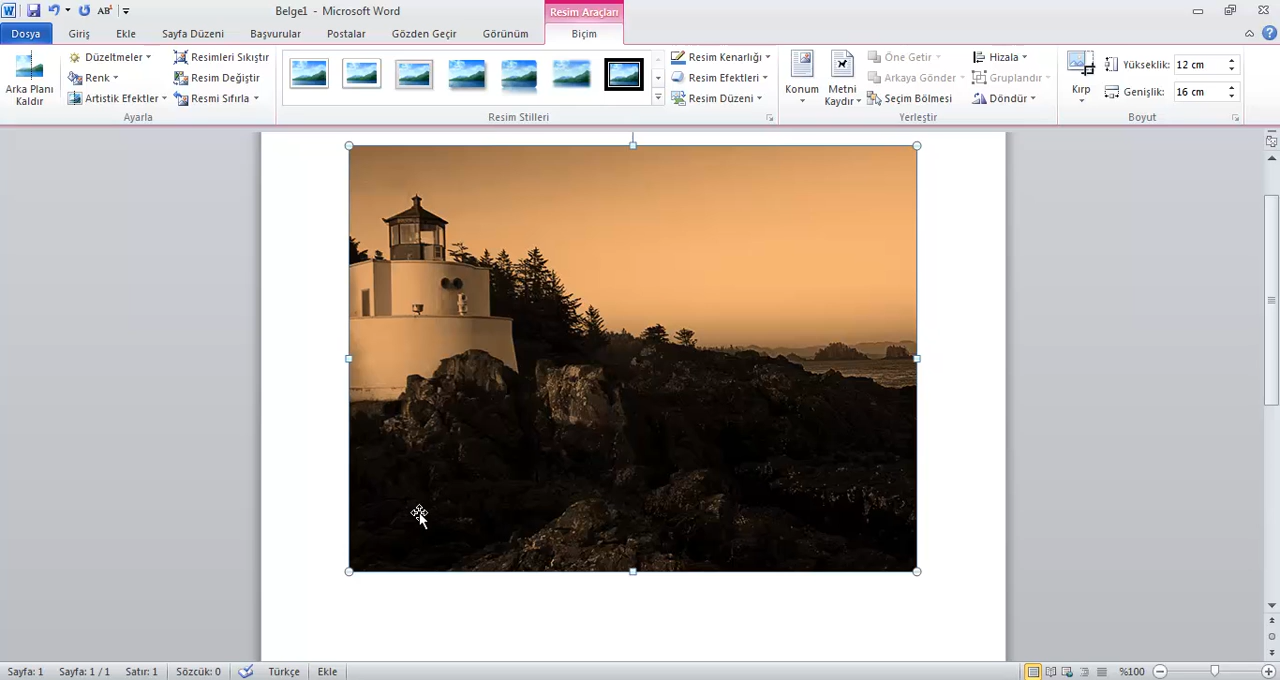 Belge1 - Microsoft Word
Resim Araçları
Dosya Giriş Ekle Sayfa Düzeni Başvurular Postalar Gözden Geçir Görünüm Biçim
Arka Planı Kaldır
Düzeltmeler
Renk
Artistik Efektler
Resimleri Sıkıştır
Resim Değiştir
Resmi Sıfırla
Ayarla
Resim Stilleri
Resim Kenarlığı
Resim Efektleri
Resim Düzeni
Konum
Metni Kaydır
Öne Getir
Arkaya Gönder
Seçim Bölmesi
Hizala
Gruplandır
Döndür
Yerleştir
Kırp
Yükseklik: 12 cm
Genişlik: 16 cm
Boyut
Sayfa: 1 Sayfa: 1 / 1 Satır: 1 Sözcük: 0 Türkçe Ekle %100